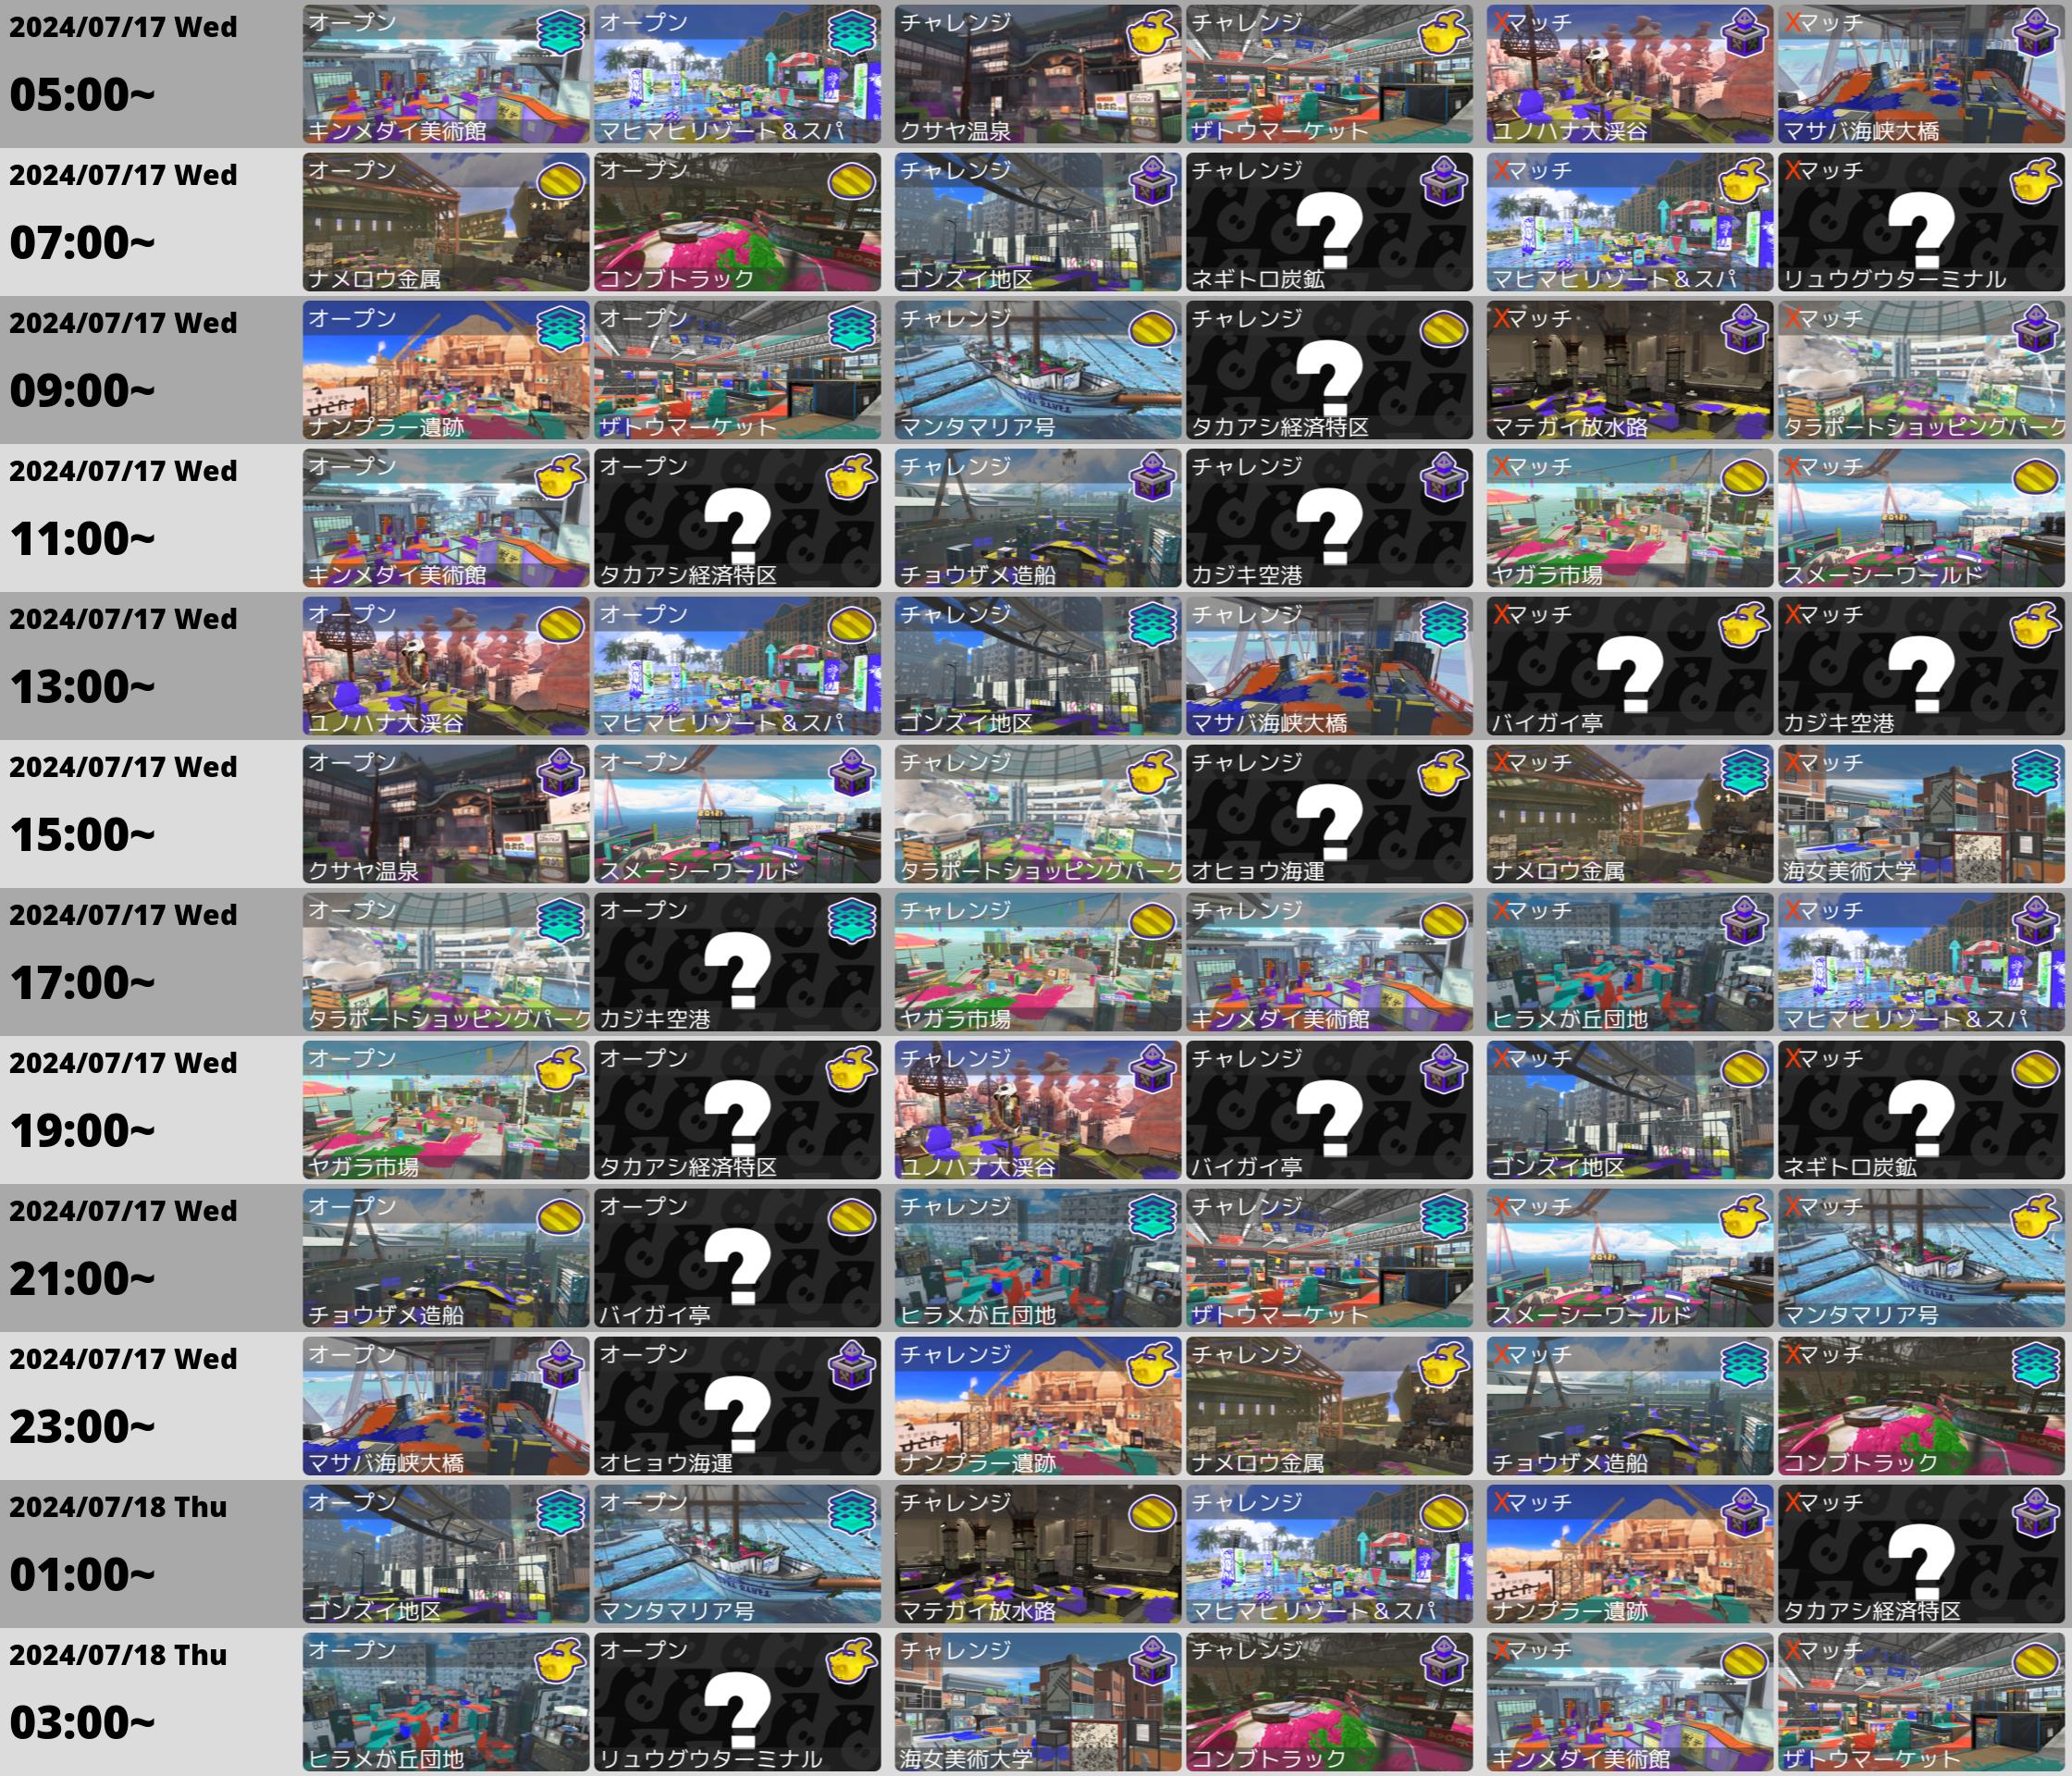 2024/07/17 Wed
05:00~
オープン
キンメダイ美術館
オープン
マヒマヒリゾート＆スパ
チャレンジ
クサヤ温泉
チャレンジ
ザトウマーケット
Xマッチ
ユノハナ大渓谷
Xマッチ
マサバ海峡大橋
2024/07/17 Wed
07:00~
オープン
ナメロウ金属
オープン
コンブトラック
チャレンジ
ゴンズイ地区
チャレンジ
ネギトロ炭鉱
Xマッチ
マヒマヒリゾート＆スパ
Xマッチ
リュウグウターミナル
2024/07/17 Wed
09:00~
オープン
ナンプラー遺跡
オープン
ザトウマーケット
チャレンジ
マンタマリア号
チャレンジ
タカアシ経済特区
Xマッチ
マテガイ放水路
Xマッチ
タラポートショッピングパーク
2024/07/17 Wed
11:00~
オープン
キンメダイ美術館
オープン
タカアシ経済特区
チャレンジ
チョウザメ造船
チャレンジ
カジキ空港
Xマッチ
ヤガラ市場
Xマッチ
スメーシーワールド
2024/07/17 Wed
13:00~
オープン
ユノハナ大渓谷
オープン
マヒマヒリゾート＆スパ
チャレンジ
ゴンズイ地区
チャレンジ
マサバ海峡大橋
Xマッチ
バイガイ亭
Xマッチ
カジキ空港
2024/07/17 Wed
15:00~
オープン
クサヤ温泉
オープン
スメーシーワールド
チャレンジ
タラポートショッピングパーク
チャレンジ
オヒョウ海運
Xマッチ
ナメロウ金属
Xマッチ
海女美術大学
2024/07/17 Wed
17:00~
オープン
タラポートショッピングパーク
オープン
カジキ空港
チャレンジ
ヤガラ市場
チャレンジ
キンメダイ美術館
Xマッチ
ヒラメが丘団地
Xマッチ
マヒマヒリゾート＆スパ
2024/07/17 Wed
19:00~
オープン
ヤガラ市場
オープン
タカアシ経済特区
チャレンジ
ユノハナ大渓谷
チャレンジ
バイガイ亭
Xマッチ
ゴンズイ地区
Xマッチ
ネギトロ炭鉱
2024/07/17 Wed
21:00~
オープン
チョウザメ造船
オープン
バイガイ亭
チャレンジ
ヒラメが丘団地
チャレンジ
ザトウマーケット
Xマッチ
スメーシーワールド
Xマッチ
マンタマリア号
2024/07/17 Wed
23:00~
オープン
マサバ海峡大橋
オープン
オヒョウ海運
チャレンジ
ナンプラー遺跡
チャレンジ
ナメロウ金属
Xマッチ
チョウザメ造船
Xマッチ
コンブトラック
2024/07/18 Thu
01:00~
オープン
ゴンズイ地区
オープン
マンタマリア号
チャレンジ
マテガイ放水路
チャレンジ
マヒマヒリゾート＆スパ
Xマッチ
ナンプラー遺跡
Xマッチ
タカアシ経済特区
2024/07/18 Thu
03:00~
オープン
ヒラメが丘団地
オープン
リュウグウターミナル
チャレンジ
海女美術大学
チャレンジ
コンブトラック
Xマッチ
キンメダイ美術館
Xマッチ
ザトウマーケット